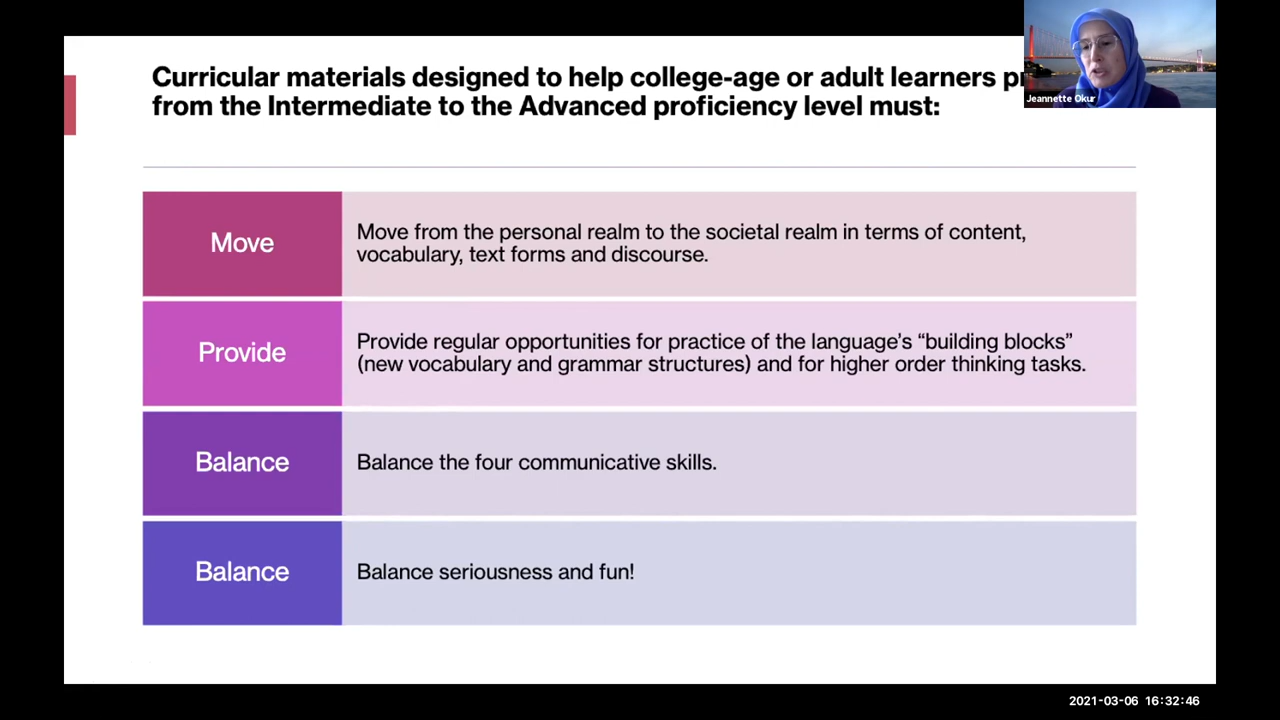 Curricular materials designed to help college-age or adult learners
from the Intermediate to the Advanced proficiency level must:
Jeannette Okur
Move
Move from the personal realm to the societal realm in terms of content,
vocabulary, text forms and discourse.
Provide
Provide regular opportunities for practice of the language’s “building blocks”
(new vocabulary and grammar structures) and for higher order thinking tasks.
Balance
Balance the four communicative skills.
Balance
Balance seriousness and fun!
2021-03-06 16:32:46